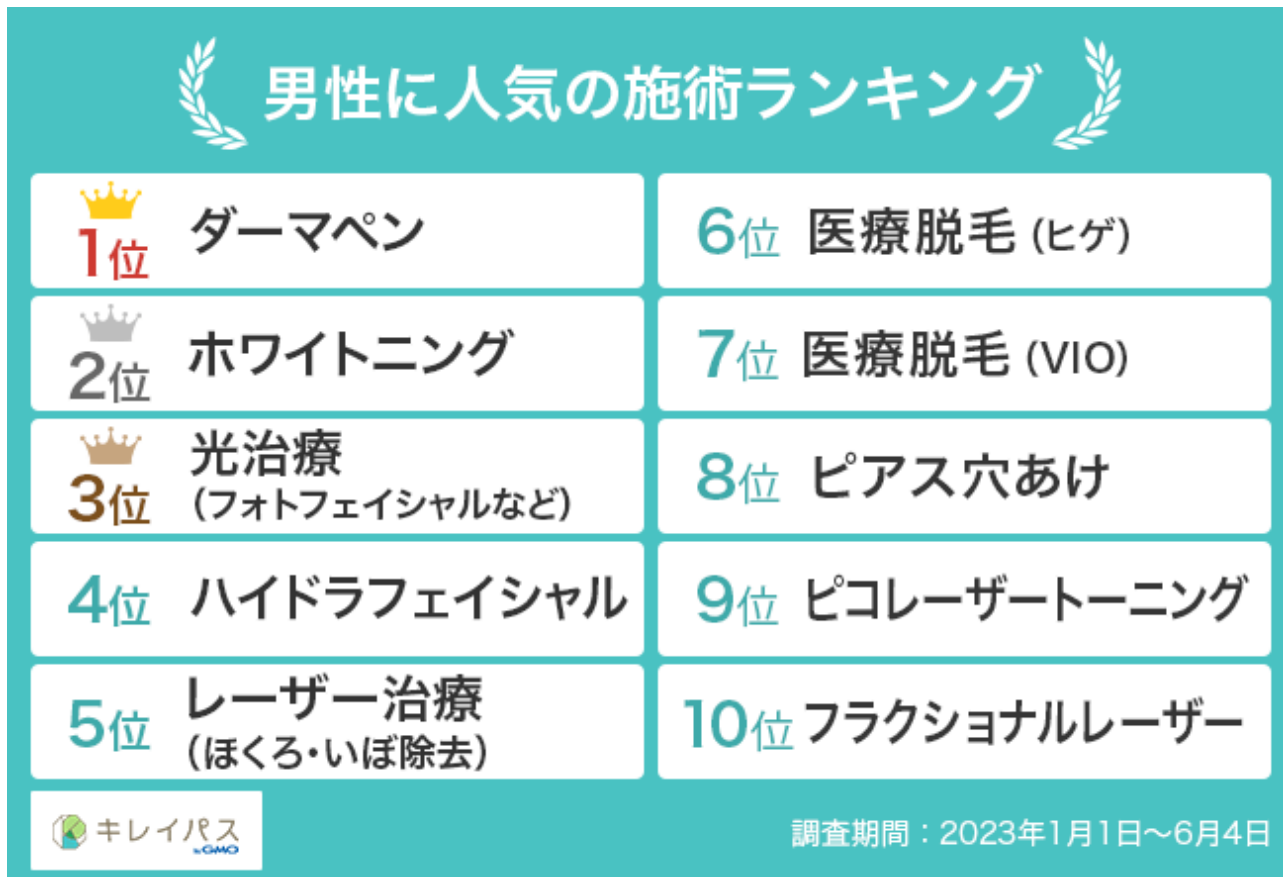 男性に人気の施術ランキング
1位 ダーマペン
2位 ホワイトニング
3位 光治療
(フォトフェイシャルなど)
4位 ハイドラフェイシャル
5位 レーザー治療
(ほくろ・いぼ除去)
6位 医療脱毛 (ヒゲ)
7位 医療脱毛 (VIO)
8位 ピアス穴あけ
9位 ピコレーザートーニング
10位 フラクショナルレーザー
キレイパス
by GMO
調査期間：2023年1月1日〜6月4日